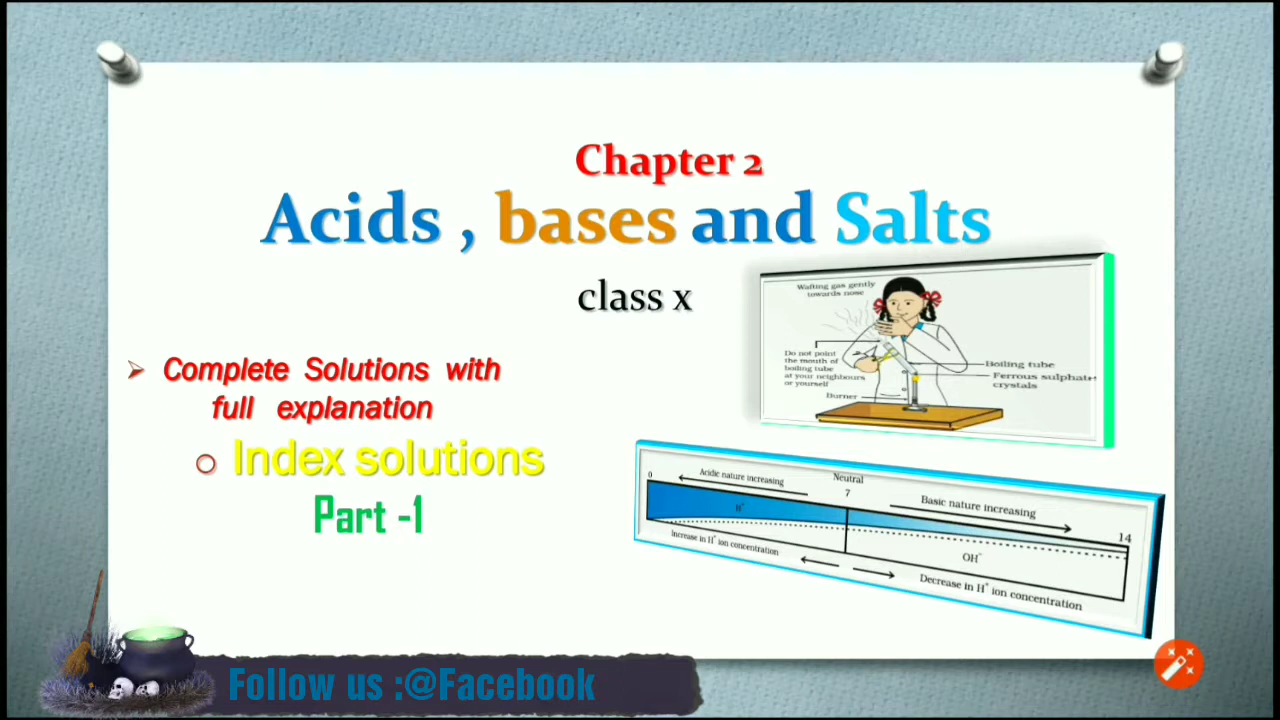 Chapter 2
Acids , bases and Salts
class x
Complete Solutions with
full explanation
Index solutions
Part -1
Wafting gas gently
towards nose
Do not point
the mouth of
boiling tube
at your neighbours
or yourself
Burner
Boiling tube
Ferrous sulphate
crystals
0
Acidic nature increasing
Neutral
7
Basic nature increasing
14
H+
OH-
Increase in H+ ion concentration
Decrease in H+ ion concentration
Follow us :@Facebook